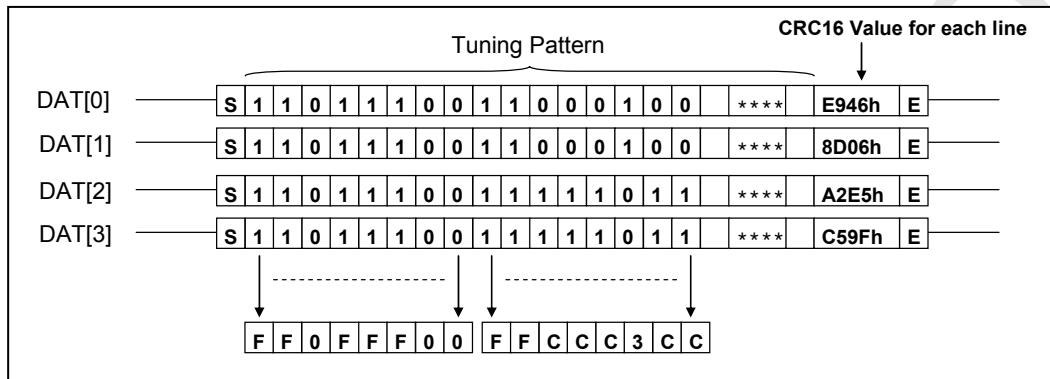 CRC16 Value for each line
Tuning Pattern
DAT[0] S 1 1 0 1 1 1 0 0 1 1 0 0 0 1 0 0 **** E946h E
DAT[1] S 1 1 0 1 1 1 0 0 1 1 0 0 0 1 0 0 **** 8D06h E
DAT[2] S 1 1 0 1 1 1 0 0 1 1 1 1 1 0 1 1 **** A2E5h E
DAT[3] S 1 1 0 1 1 1 0 0 1 1 1 1 1 0 1 1 **** C59Fh E
F F 0 F F F 0 0 F F C C C 3 C C